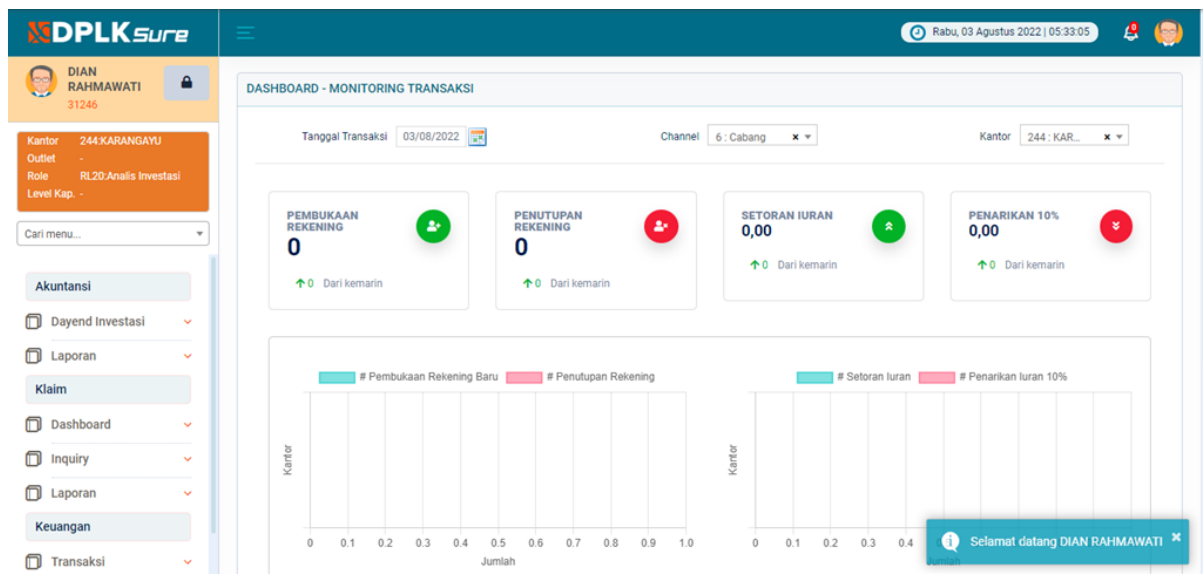 DPLKSure
Rabu, 03 Agustus 2022 | 05:33:05
0
DIAN
RAHMAWATI
31246
Kantor 244:KARANGAYU
Outlet -
Role RL20:Analis Investasi
Level Kap. -
Cari menu...
Akuntansi
Dayend Investasi
Laporan
Klaim
Dashboard
Inquiry
Laporan
Keuangan
Transaksi
DASHBOARD - MONITORING TRANSAKSI
Tanggal Transaksi 03/08/2022 Channel 6 : Cabang x Kantor 244 : KAR... x
PEMBUKAAN
REKENING
0
0 Dari kemarin
PENUTUPAN
REKENING
0
0 Dari kemarin
SETORAN IURAN
0,00
0 Dari kemarin
PENARIKAN 10%
0,00
0 Dari kemarin
# Pembukaan Rekening Baru # Penutupan Rekening
Kantor
0 0.1 0.2 0.3 0.4 0.5 0.6 0.7 0.8 0.9 1.0
Jumlah
# Setoran Iuran # Penarikan Iuran 10%
Kantor
0 0.1 0.2 0.3 0.4
Jumlah
Selamat datang DIAN RAHMAWATI ×